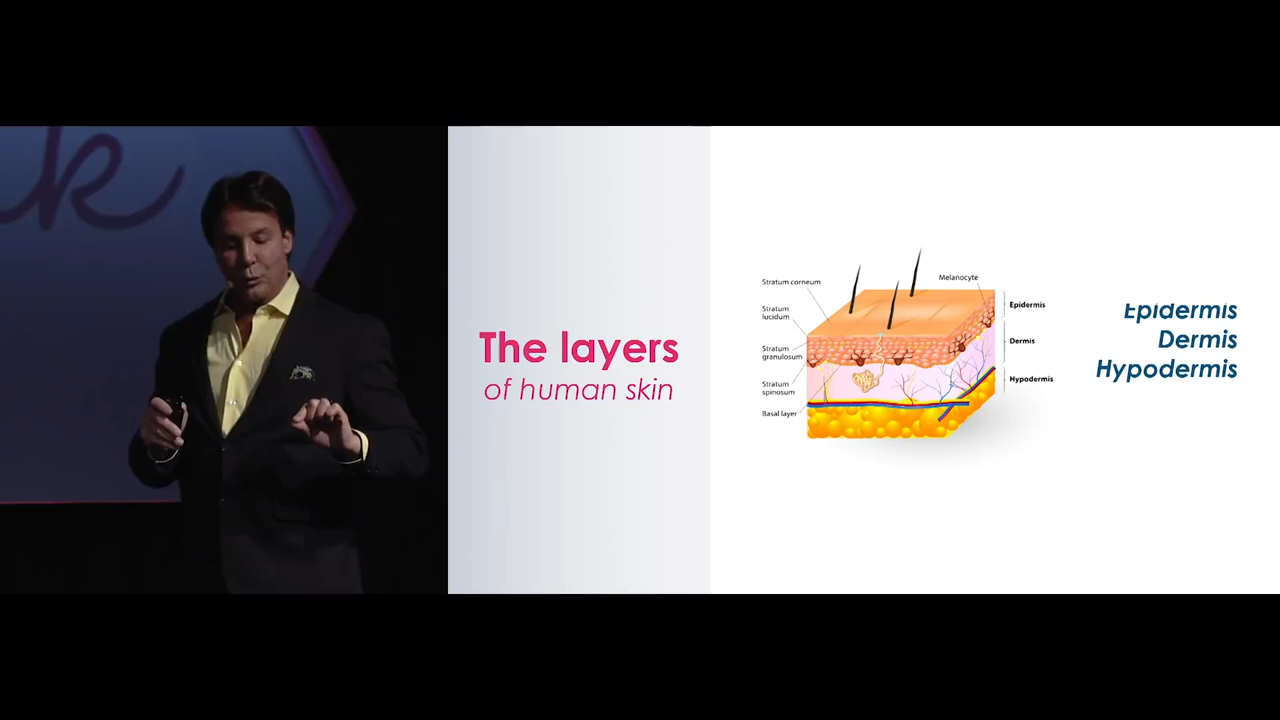 The layers
of human skin
Stratum corneum
Stratum
lucidum
Stratum
granulosum
Stratum
spinosum
Basal layer
Melanocyte
Epidermis
Dermis
Hypodermis
Epidermis
Dermis
Hypodermis